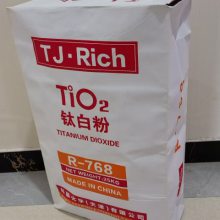 TJ·Rich
TiO2
钛白粉
TITANIUM DIOXIDE
R-768
NET WEIGHT:25KG
MADE IN CHINA